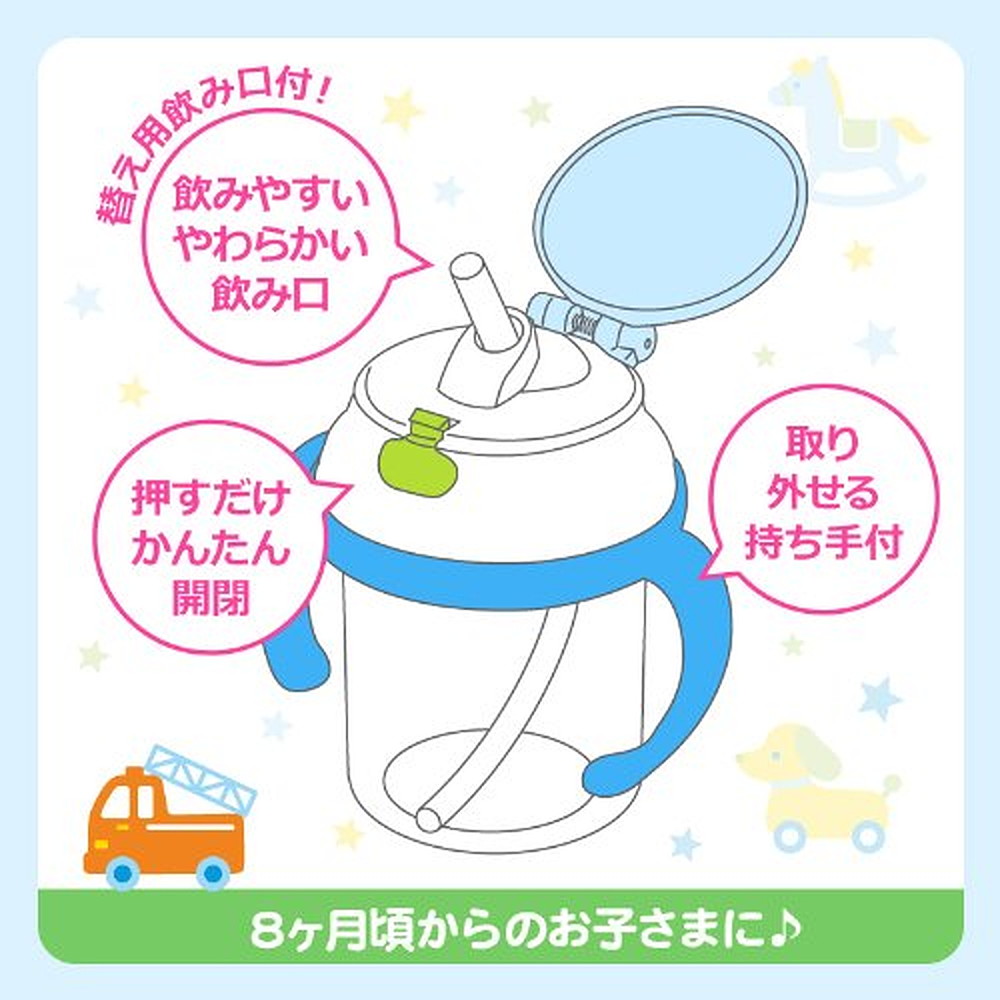 替え用飲み口付!
飲みやすい
やわらかい
飲み口
押すだけ
かんたん
開閉
取り
外せる
持ち手付
8ヶ月頃からのお子さまに♪